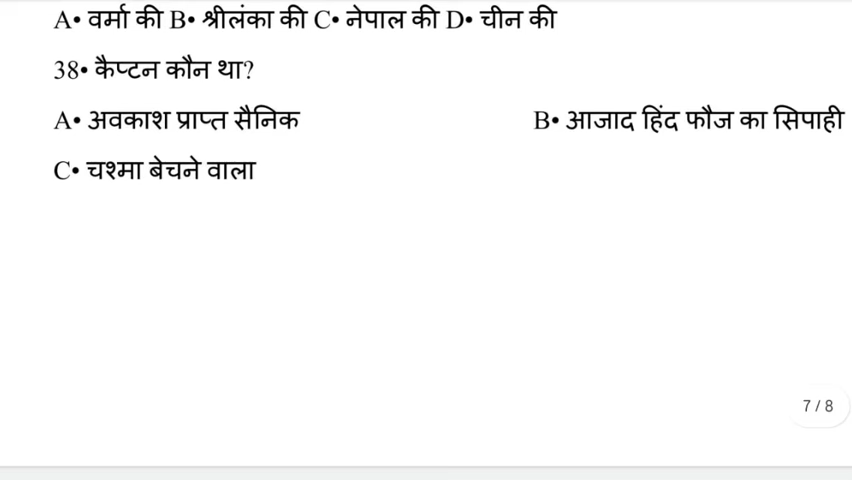 A• वर्मा की B• श्रीलंका की C• नेपाल की D• चीन की
38• कैप्टन कौन था?
A• अवकाश प्राप्त सैनिक B• आजाद हिंद फौज का सिपाही
C• चश्मा बेचने वाला
7 / 8